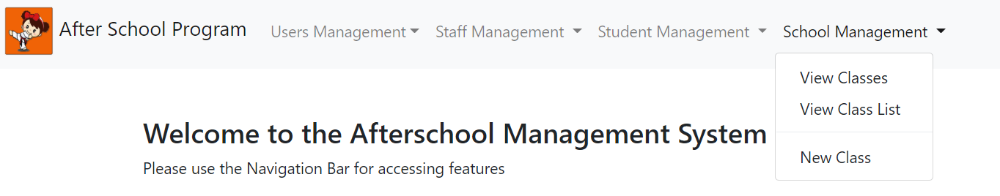 After School Program
Users Management
Staff Management
Student Management
School Management
View Classes
View Class List
New Class
Welcome to the Afterschool Management System
Please use the Navigation Bar for accessing features